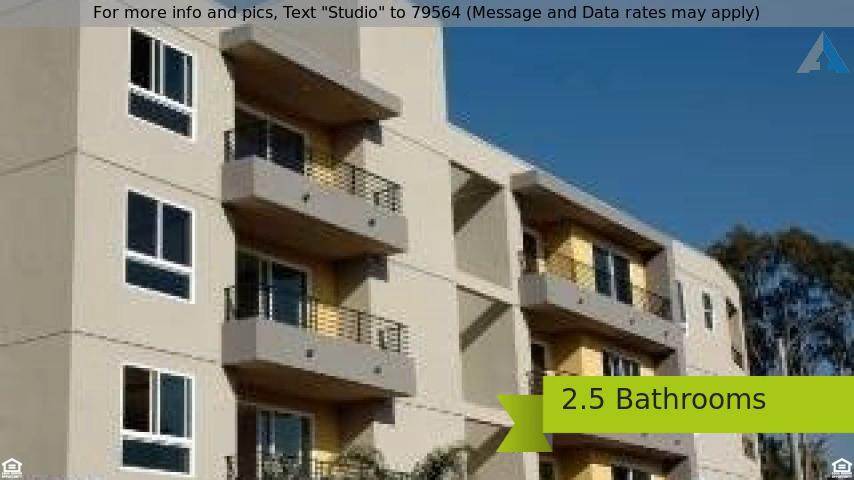 For more info and pics, Text "Studio" to 79564 (Message and Data rates may apply)
2.5 Bathrooms